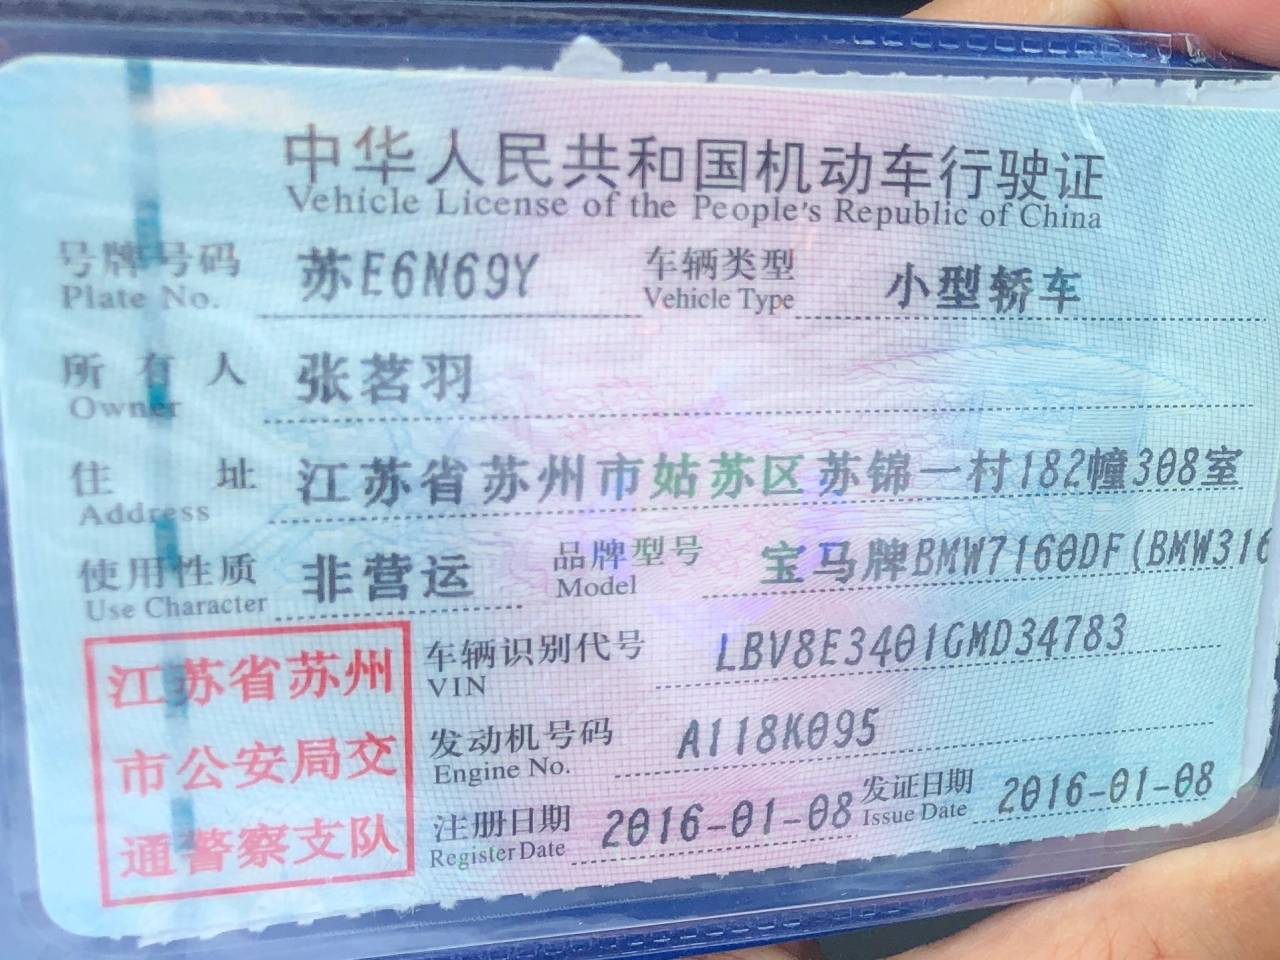 中华人民共和国机动车行驶证
Vehicle License of the People's Republic of China
号牌号码 苏E6N69Y 车辆类型 小型轿车
Plate No. Vehicle Type
所有人 张茗羽
Owner
住址 江苏省苏州市姑苏区苏锦一村182幢308室
Address
使用性质 非营运 品牌型号 宝马牌BMW7160DF(BMW316
Use Character Model
江苏省苏州
市公安局交
通警察支队
车辆识别代号 LBV8E3401GMD34783
VIN
发动机号码 A118K095
Engine No.
注册日期 2016-01-08 发证日期 2016-01-08
Register Date Issue Date